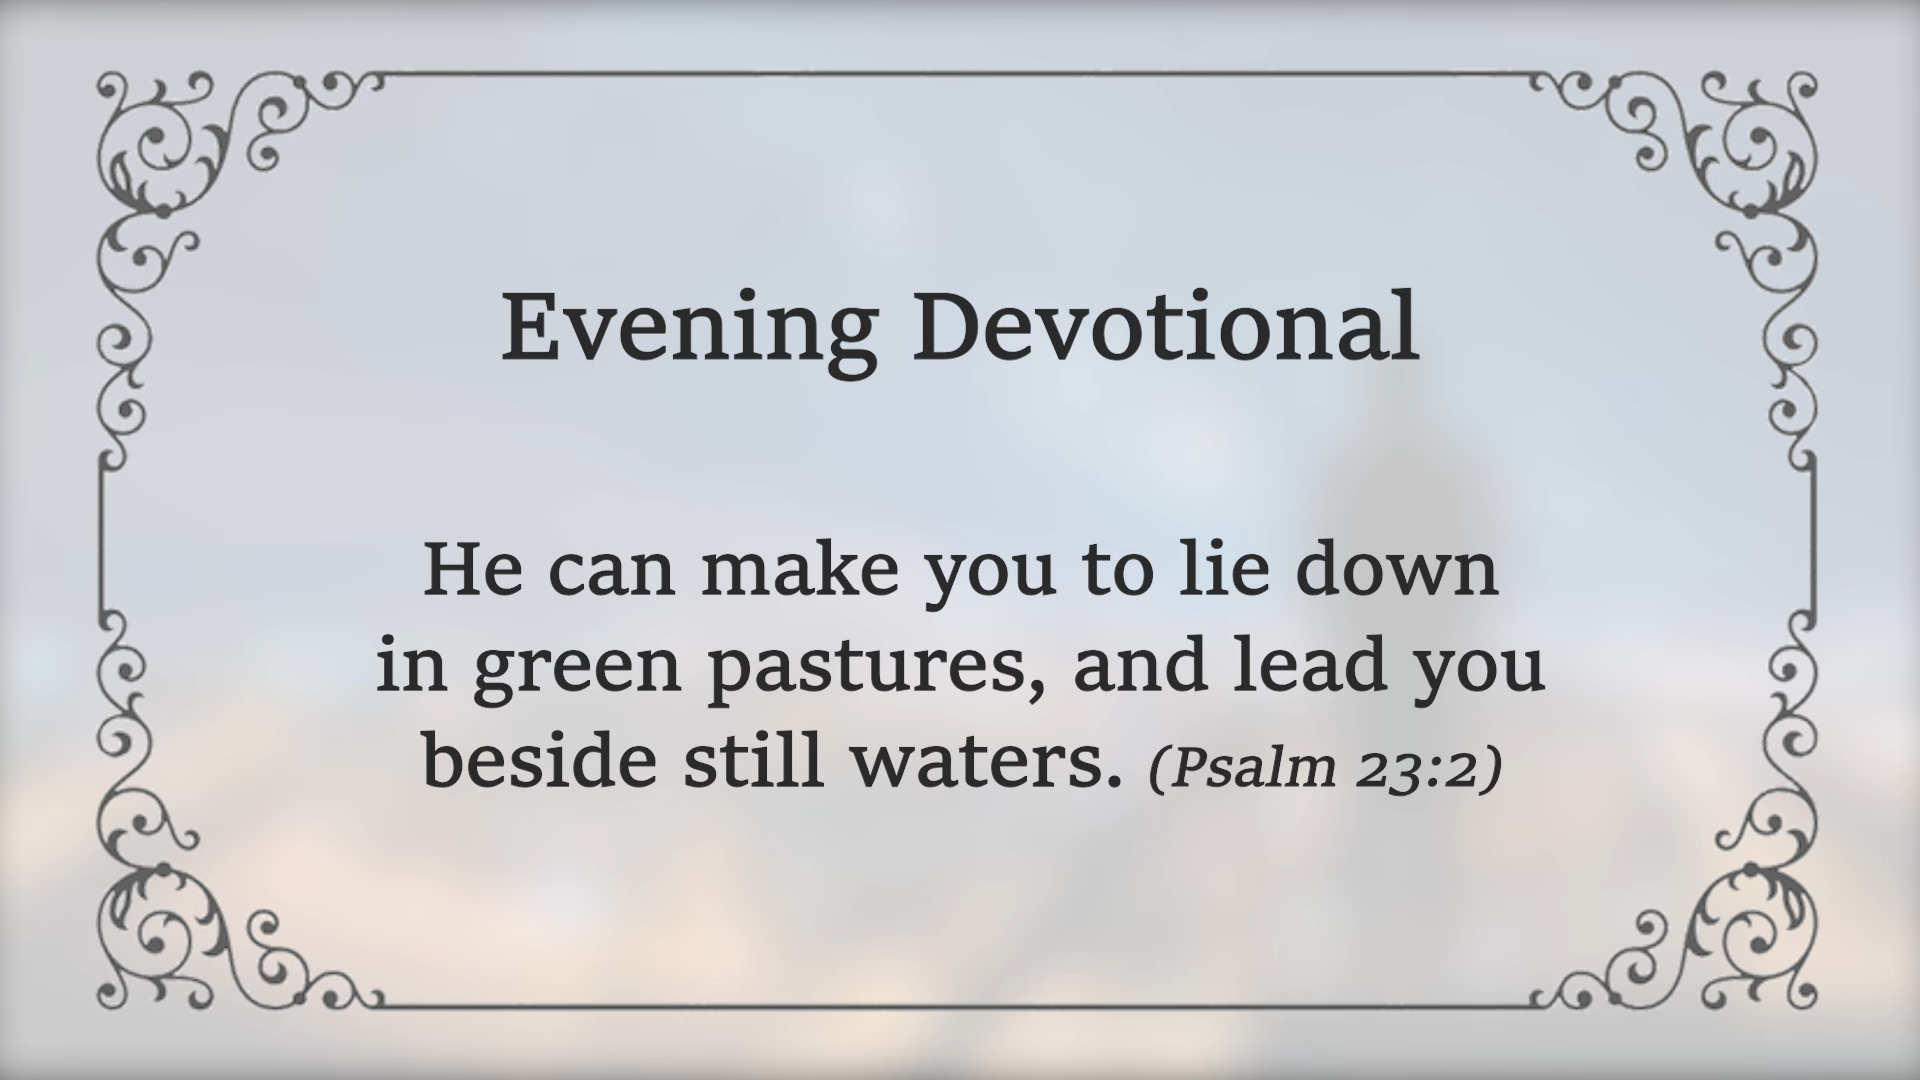 Evening Devotional
He can make you to lie down
in green pastures, and lead you
beside still waters. (Psalm 23:2)